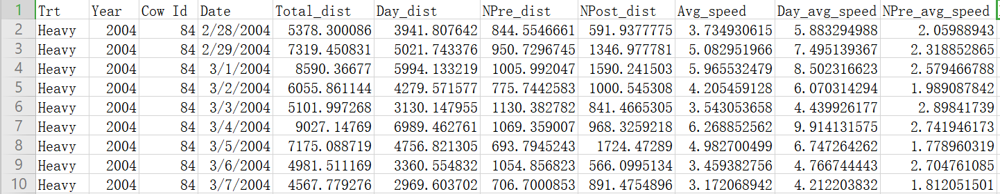 1 Trt Year Cow Id Date Total_dist Day_dist NPre_dist NPost_dist Avg_speed Day_avg_speed NPre_avg_speed
2 Heavy 2004 84 2/28/2004 5378.300086 3941.807642 844.5546661 591.9377775 3.734930615 5.883294988 2.05988943
3 Heavy 2004 84 2/29/2004 7319.450831 5021.743376 950.7296745 1346.977781 5.082951966 7.495139367 2.318852865
4 Heavy 2004 84 3/1/2004 8590.36677 5994.133219 1005.992047 1590.241503 5.965532479 8.502316623 2.579466788
5 Heavy 2004 84 3/2/2004 6055.861144 4279.571577 775.7442583 1000.545308 4.205459128 6.070314294 1.989087842
6 Heavy 2004 84 3/3/2004 5101.997268 3130.147955 1130.382782 841.4665305 3.543053658 4.439926177 2.89841739
7 Heavy 2004 84 3/4/2004 9027.14769 6989.462761 1069.359007 968.3259218 6.268852562 9.914131575 2.741946173
8 Heavy 2004 84 3/5/2004 7175.088719 4756.821305 693.7945243 1724.47289 4.982700499 6.747264262 1.778960319
9 Heavy 2004 84 3/6/2004 4981.511169 3360.554832 1054.856823 566.0995134 3.459382756 4.766744443 2.704761085
10 Heavy 2004 84 3/7/2004 4567.779276 2969.603702 706.7000853 891.4754896 3.172068942 4.212203832 1.812051501